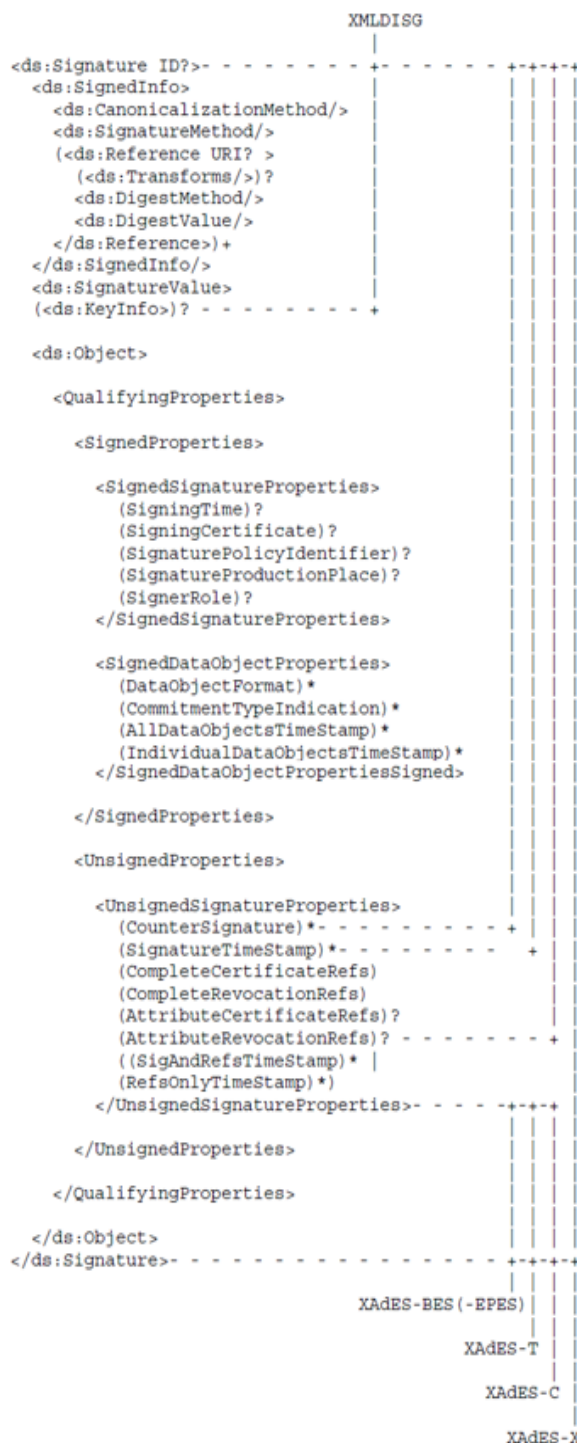 XMLDISG
|
<ds:Signature ID?>- - - - - - - - - +- - - - - - - +-+-+-+
<ds:SignedInfo> | | | | |
<ds:CanonicalizationMethod/> | | | | |
<ds:SignatureMethod/> | | | | |
(<ds:Reference URI? > | | | | |
(<ds:Transforms/>)? | | | | |
<ds:DigestMethod/> | | | | |
<ds:DigestValue/> | | | | |
</ds:Reference>)+ | | | | |
</ds:SignedInfo/> | | | | |
<ds:SignatureValue> | | | | |
(<ds:KeyInfo>)? - - - - - - - - + | | | |
<ds:Object> | | | |
<QualifyingProperties> | | | |
<SignedProperties> | | | |
<SignedSignatureProperties> | | | |
(SigningTime)? | | | |
(SigningCertificate)? | | | |
(SignaturePolicyIdentifier)? | | | |
(SignatureProductionPlace)? | | | |
(SignerRole)? | | | |
</SignedSignatureProperties> | | | |
<SignedDataObjectProperties> | | | |
(DataObjectFormat)* | | | |
(CommitmentTypeIndication)* | | | |
(AllDataObjectsTimeStamp)* | | | |
(IndividualDataObjectsTimeStamp)* | | | |
</SignedDataObjectPropertiesSigned> | | | |
</SignedProperties> | | | |
<UnsignedProperties> | | | |
<UnsignedSignatureProperties> | | | |
(CounterSignature)*- - - - - - - - - + | | |
(SignatureTimeStamp)*- - - - - - - - + | |
(CompleteCertificateRefs) | |
(CompleteRevocationRefs) | |
(AttributeCertificateRefs)? | |
(AttributeRevocationRefs)? - - - - - - - + |
((SigAndRefsTimeStamp)* | |
(RefsOnlyTimeStamp)*) |
</UnsignedSignatureProperties>- - - - -+-+-+ |
</UnsignedProperties> | | | |
</QualifyingProperties> | | | |
</ds:Object> | | | |
</ds:Signature>- - - - - - - - - - - - - - - - +-+-+-+
XAdES-BES(-EPES)| | |
XAdES-T | |
XAdES-C |
XAdES-X